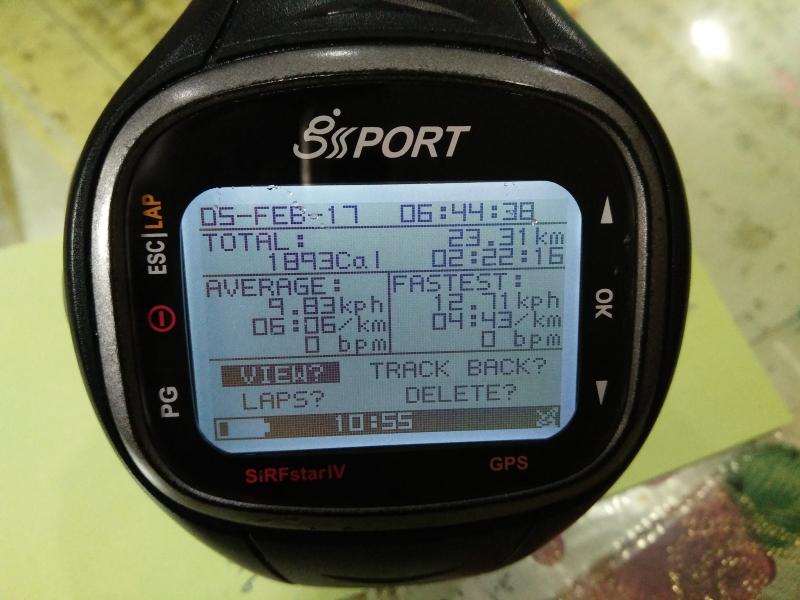 SPORT
05-FEB-17 06:44:38
TOTAL: 23.31km
1893Cal 02:22:16
AVERAGE: FASTEST:
9.83kph 12.71kph
06:06/km 04:43/km
0 bpm 0 bpm
VIEW? TRACK BACK?
LAPS? DELETE?
10:55
ESC|LAP
PG
OK
SiRFstarIV GPS